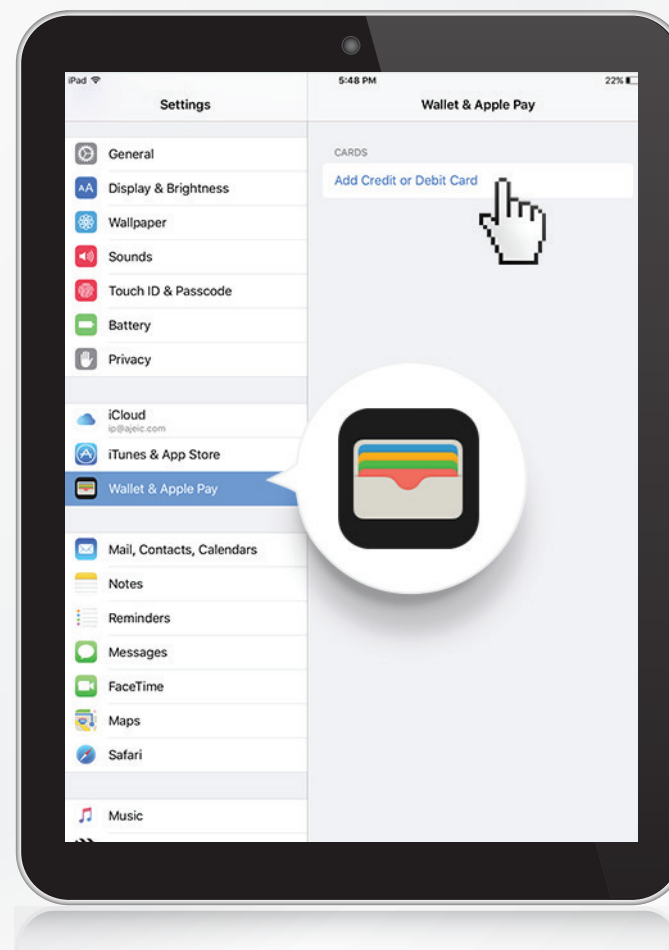 iPad
5:48 PM
22%
Settings
Wallet & Apple Pay
General
AA
Display & Brightness
Wallpaper
Sounds
Touch ID & Passcode
Battery
Privacy
iCloud
ip@ajeic.com
iTunes & App Store
Wallet & Apple Pay
Mail, Contacts, Calendars
Notes
Reminders
Messages
FaceTime
Maps
Safari
Music
CARDS
Add Credit or Debit Card